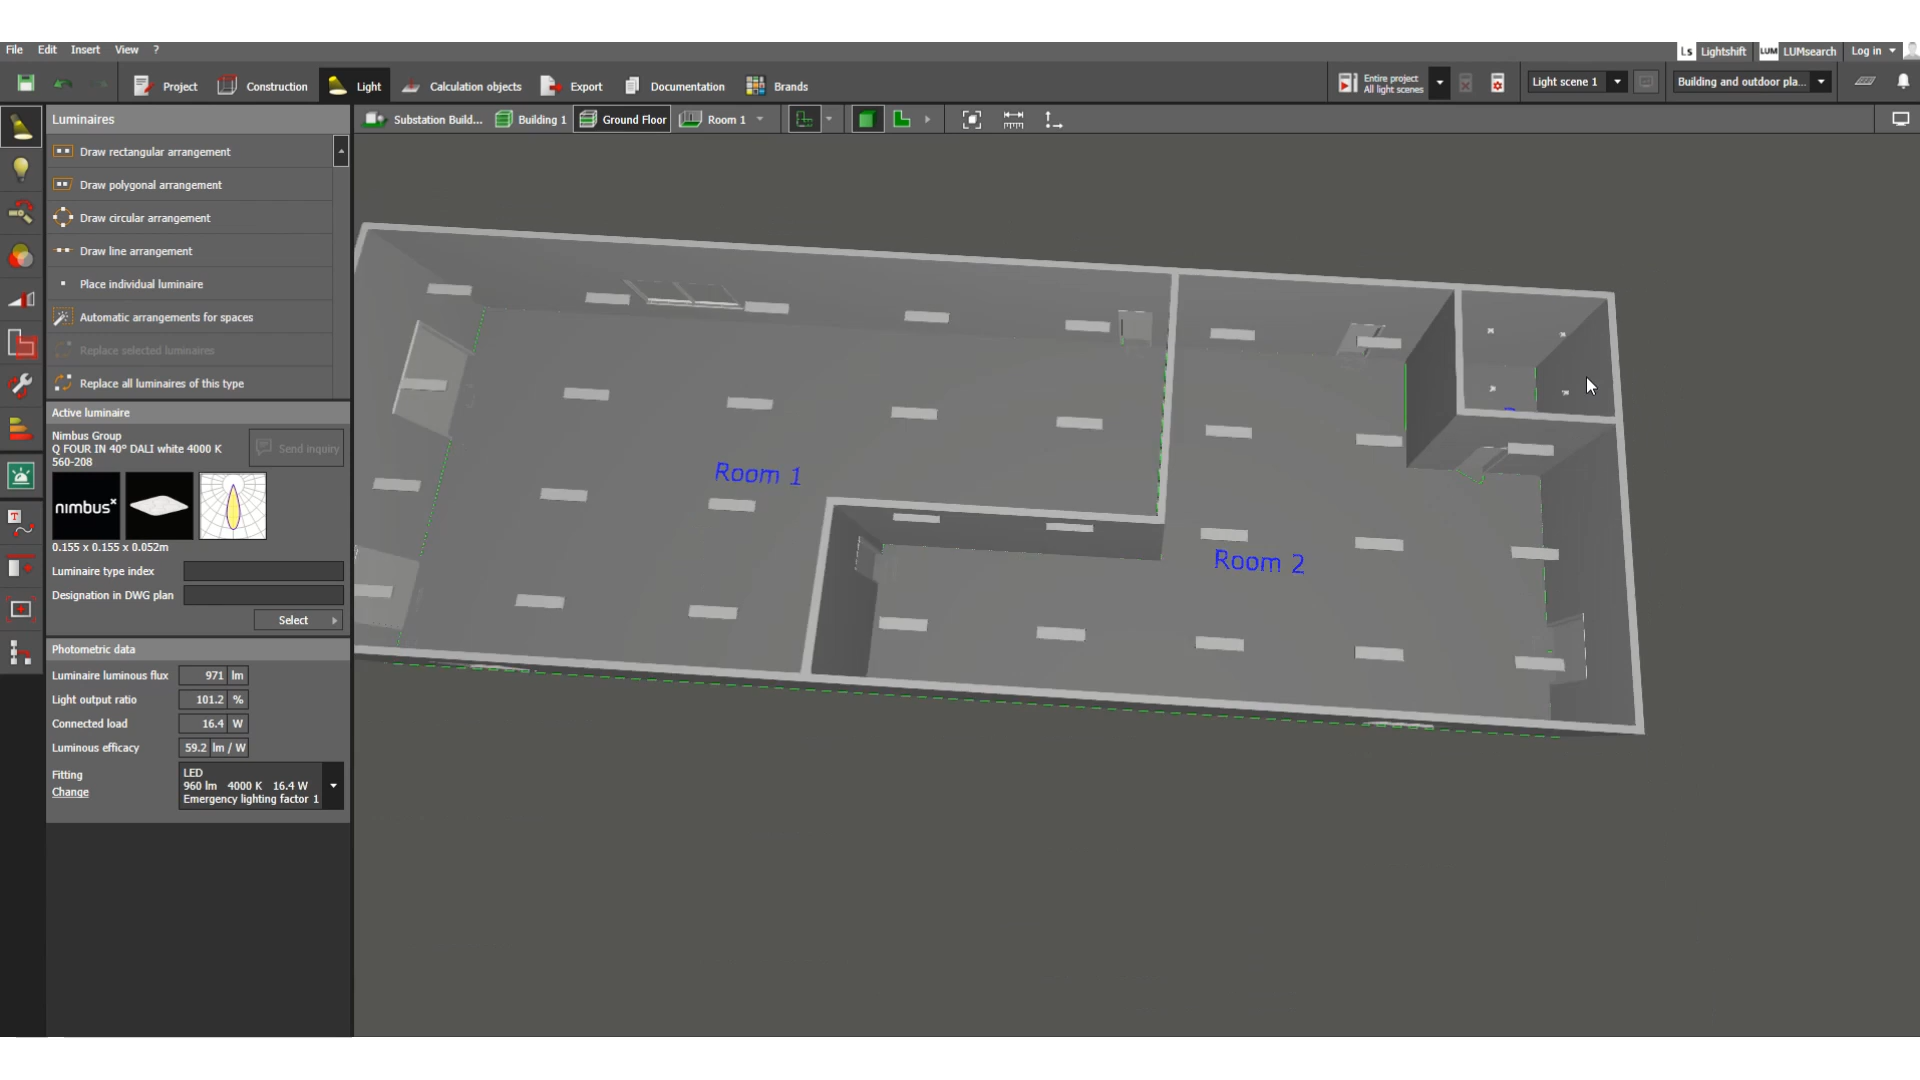 File Edit Insert View ?
Ls Lightshift LUM LUMsearch Log in
Project Construction Light Calculation objects Export Documentation Brands
Entire project
All light scenes
Light scene 1
Building and outdoor pla...
Luminaires
Substation Build... Building 1 Ground Floor Room 1
Draw rectangular arrangement
Draw polygonal arrangement
Draw circular arrangement
Draw line arrangement
Place individual luminaire
Automatic arrangements for spaces
Replace selected luminaires
Replace all luminaires of this type
Active luminaire
Nimbus Group
Q FOUR IN 40° DALI white 4000 K
560-208
Send inquiry
nimbus×
0.155 x 0.155 x 0.052m
Luminaire type index
Designation in DWG plan
Select
Photometric data
Luminaire luminous flux 971 lm
Light output ratio 101.2 %
Connected load 16.4 W
Luminous efficacy 59.2 lm / W
Fitting
Change
LED
960 lm 4000 K 16.4 W
Emergency lighting factor 1
Room 1
Room 2